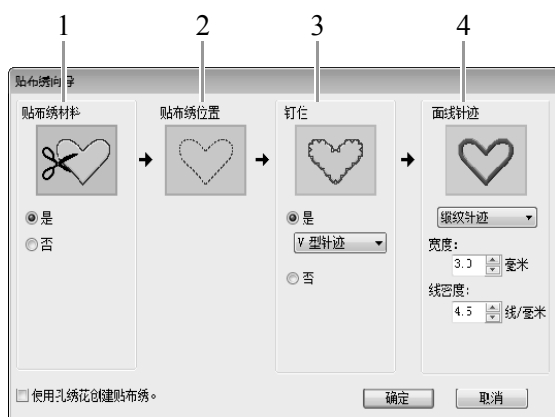 1 2 3 4
贴布绣向导
贴布绣材料 贴布绣位置 钉住 面线针迹
是
否
是
V 型针迹
否
缎纹针迹
宽度：
3.0 毫米
线密度：
4.5 线/毫米
使用孔绣花创建贴布绣。
确定 取消